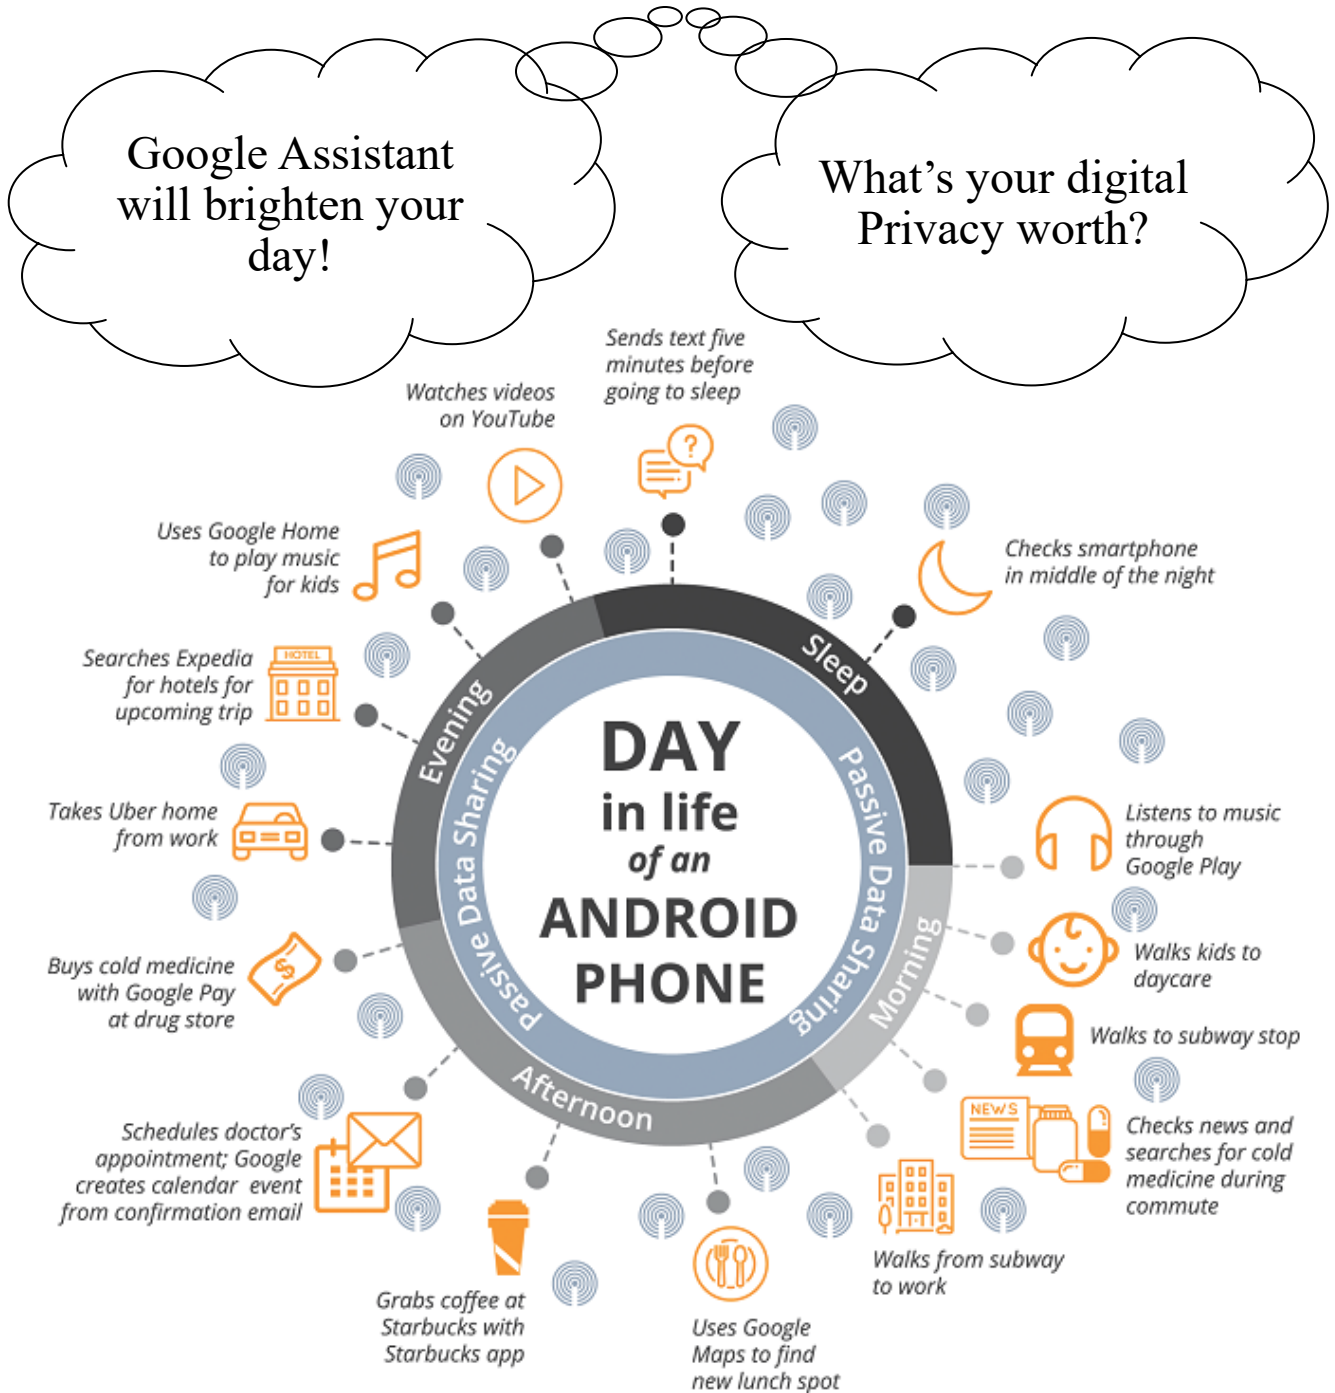 Google Assistant
will brighten your
day!
What’s your digital
Privacy worth?
Sends text five
minutes before
going to sleep
Watches videos
on YouTube
Uses Google Home
to play music
for kids
Checks smartphone
in middle of the night
Searches Expedia
for hotels for
upcoming trip
HOTEL
Sleep
Evening
Passive Data Sharing
DAY
in life
of an
ANDROID
PHONE
Passive Data Sharing
Morning
Afternoon
Takes Uber home
from work
Listens to music
through
Google Play
Walks kids to
daycare
Buys cold medicine
with Google Pay
at drug store
$
Walks to subway stop
NEWS
Checks news and
searches for cold
medicine during
commute
Schedules doctor's
appointment; Google
creates calendar event
from confirmation email
Walks from subway
to work
Grabs coffee at
Starbucks with
Starbucks app
Uses Google
Maps to find
new lunch spot
?